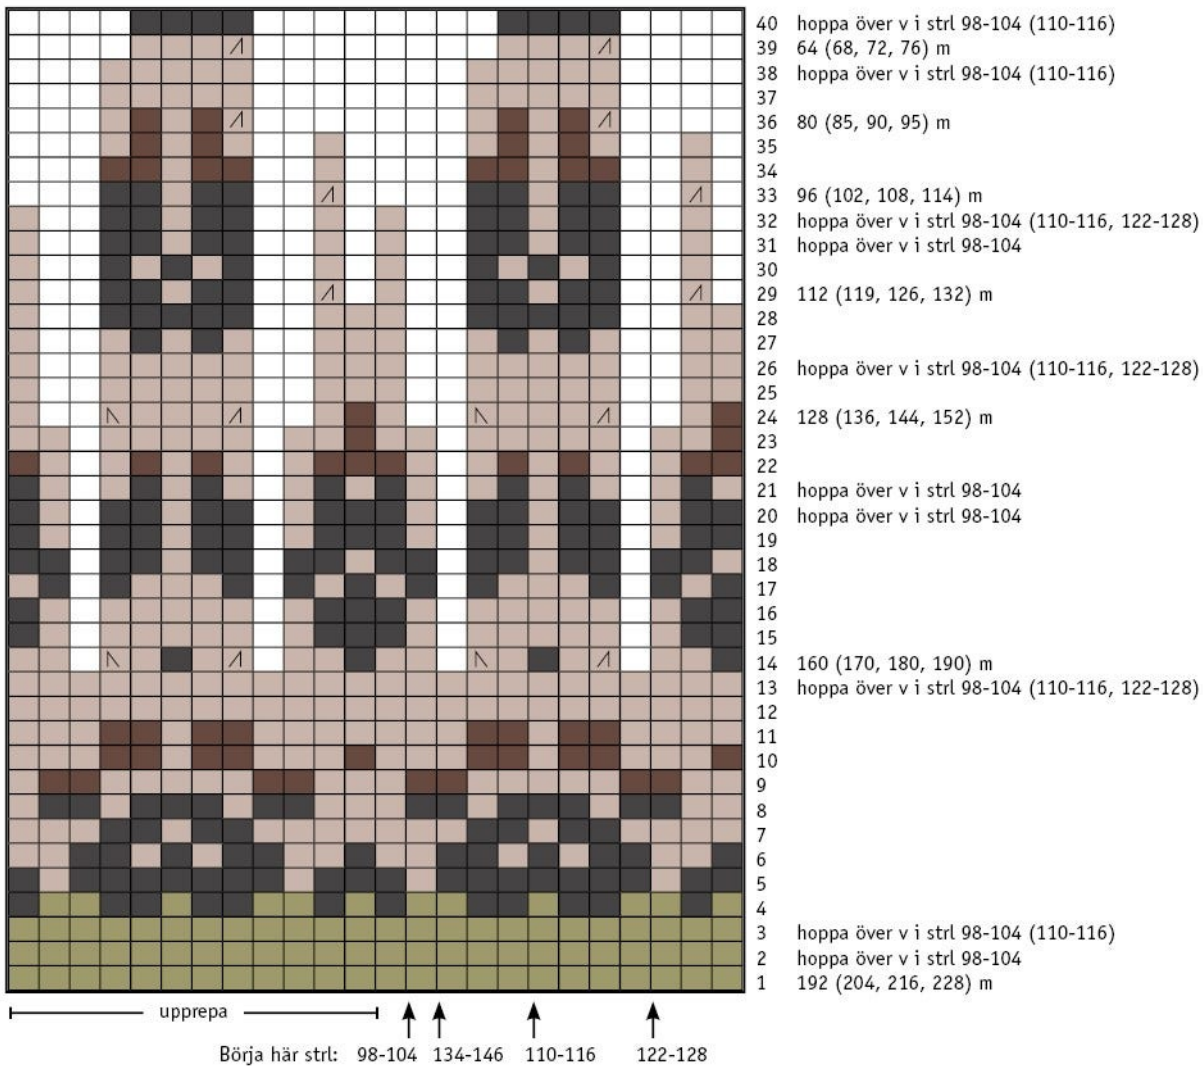 40 hoppa över v i strl 98-104 (110-116)
39 64 (68, 72, 76) m
38 hoppa över v i strl 98-104 (110-116)
37
36 80 (85, 90, 95) m
35
34
33 96 (102, 108, 114) m
32 hoppa över v i strl 98-104 (110-116, 122-128)
31 hoppa över v i strl 98-104
30
29 112 (119, 126, 132) m
28
27
26 hoppa över v i strl 98-104 (110-116, 122-128)
25
24 128 (136, 144, 152) m
23
22
21 hoppa över v i strl 98-104
20 hoppa över v i strl 98-104
19
18
17
16
15
14 160 (170, 180, 190) m
13 hoppa över v i strl 98-104 (110-116, 122-128)
12
11
10
9
8
7
6
5
4
3 hoppa över v i strl 98-104 (110-116)
2 hoppa över v i strl 98-104
1 192 (204, 216, 228) m
upprepa
Börja här strl: 98-104 134-146 110-116 122-128